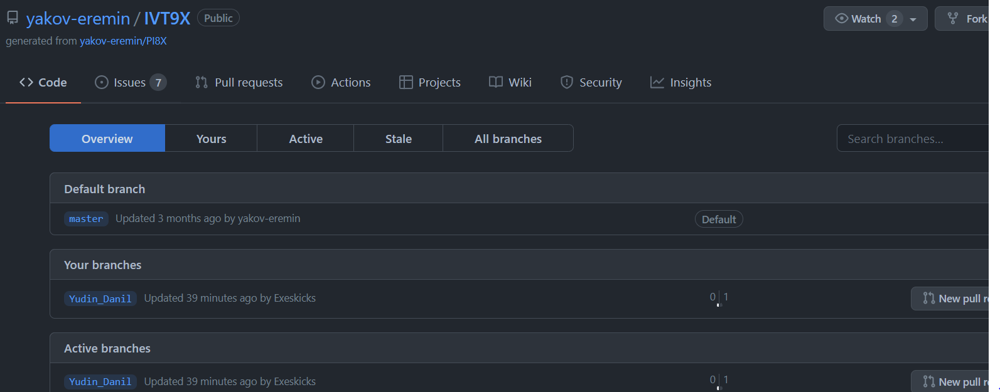 yakov-eremin / IVT9X Public
Watch 2 Fork
generated from yakov-eremin/PI8X
Code Issues 7 Pull requests Actions Projects Wiki Security Insights
Overview Yours Active Stale All branches
Search branches...
Default branch
master Updated 3 months ago by yakov-eremin Default
Your branches
Yudin_Danil Updated 39 minutes ago by Exeskicks 0 1 New pull r
Active branches
Yudin_Danil Updated 39 minutes ago by Exeskicks 0 1 New pull r